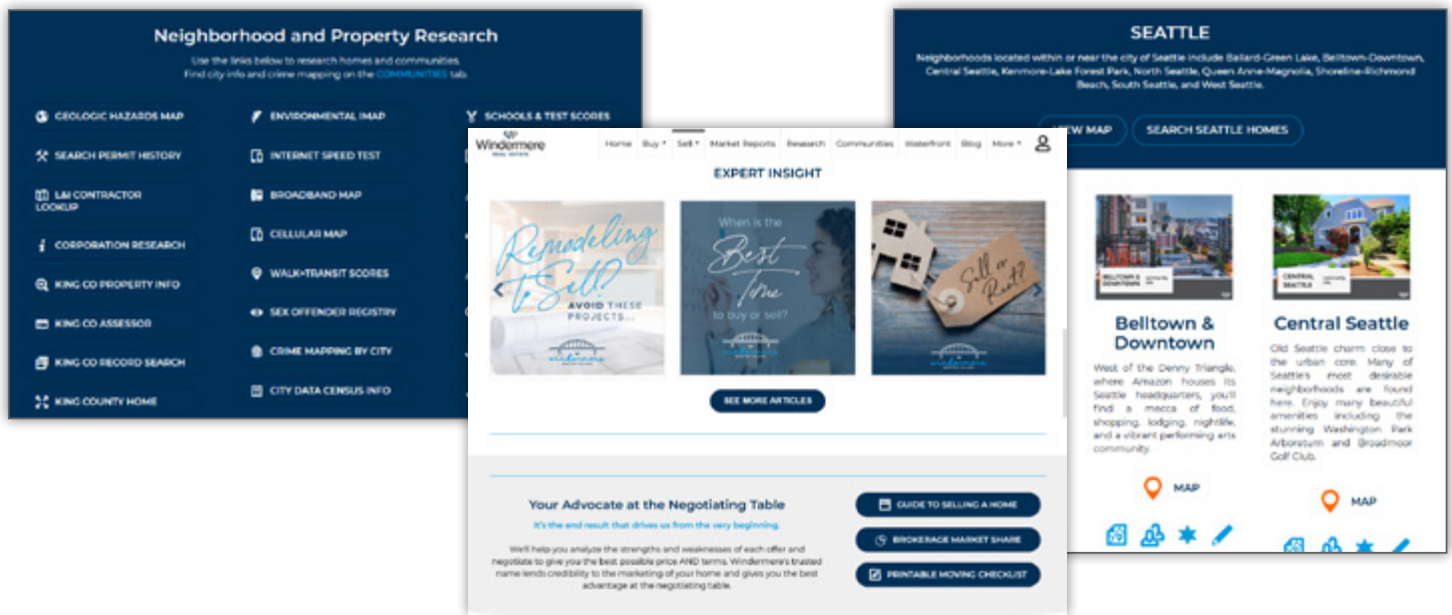 Neighborhood and Property Research
Use the links below to research homes and communities.
Find city info and crime mapping on the COMMUNITIES tab.
GEOLOGIC HAZARDS MAP
SEARCH PERMIT HISTORY
L&I CONTRACTOR
LOOKUP
CORPORATION RESEARCH
KING CO PROPERTY INFO
KING CO ASSESSOR
KING CO RECORD SEARCH
KING COUNTY HOME
ENVIRONMENTAL IMAP
INTERNET SPEED TEST
BROADBAND MAP
CELLULAR MAP
WALK+TRANSIT SCORES
SEX OFFENDER REGISTRY
CRIME MAPPING BY CITY
CITY DATA CENSUS INFO
SCHOOLS & TEST SCORES
Windermere
REAL ESTATE
Home Buy Sell Market Reports Research Communities Waterfront Blog More
EXPERT INSIGHT
Remodeling
to Sell?
AVOID THESE
PROJECTS...
windermere
When is the
Best
Time
to buy or sell?
windermere
Sell or
Rent?
windermere
SEE MORE ARTICLES
Your Advocate at the Negotiating Table
It's the end result that drives us from the very beginning.
We'll help you analyze the strengths and weaknesses of each offer and
negotiate to give you the best possible price AND terms. Windermere's trusted
name lends credibility to the marketing of your home and gives you the best
advantage at the negotiating table.
GUIDE TO SELLING A HOME
BROKERAGE MARKET SHARE
PRINTABLE MOVING CHECKLIST
SEATTLE
Neighborhoods located within or near the city of Seattle include Ballard-Green Lake, Belltown-Downtown,
Central Seattle, Kenmore-Lake Forest Park, North Seattle, Queen Anne-Magnolia, Shoreline-Richmond
Beach, South Seattle, and West Seattle.
VIEW MAP
SEARCH SEATTLE HOMES
BELLTOWN &
DOWNTOWN
Belltown &
Downtown
West of the Denny Triangle,
where Amazon houses its
Seattle headquarters, you'll
find a mecca of food,
shopping, lodging, nightlife,
and a vibrant performing arts
community.
MAP
CENTRAL
SEATTLE
Central Seattle
Old Seattle charm close to
the urban core. Many of
Seattle's most desirable
neighborhoods are found
here. Enjoy many beautiful
amenities including the
stunning Washington Park
Arboretum and Broadmoor
Golf Club.
MAP